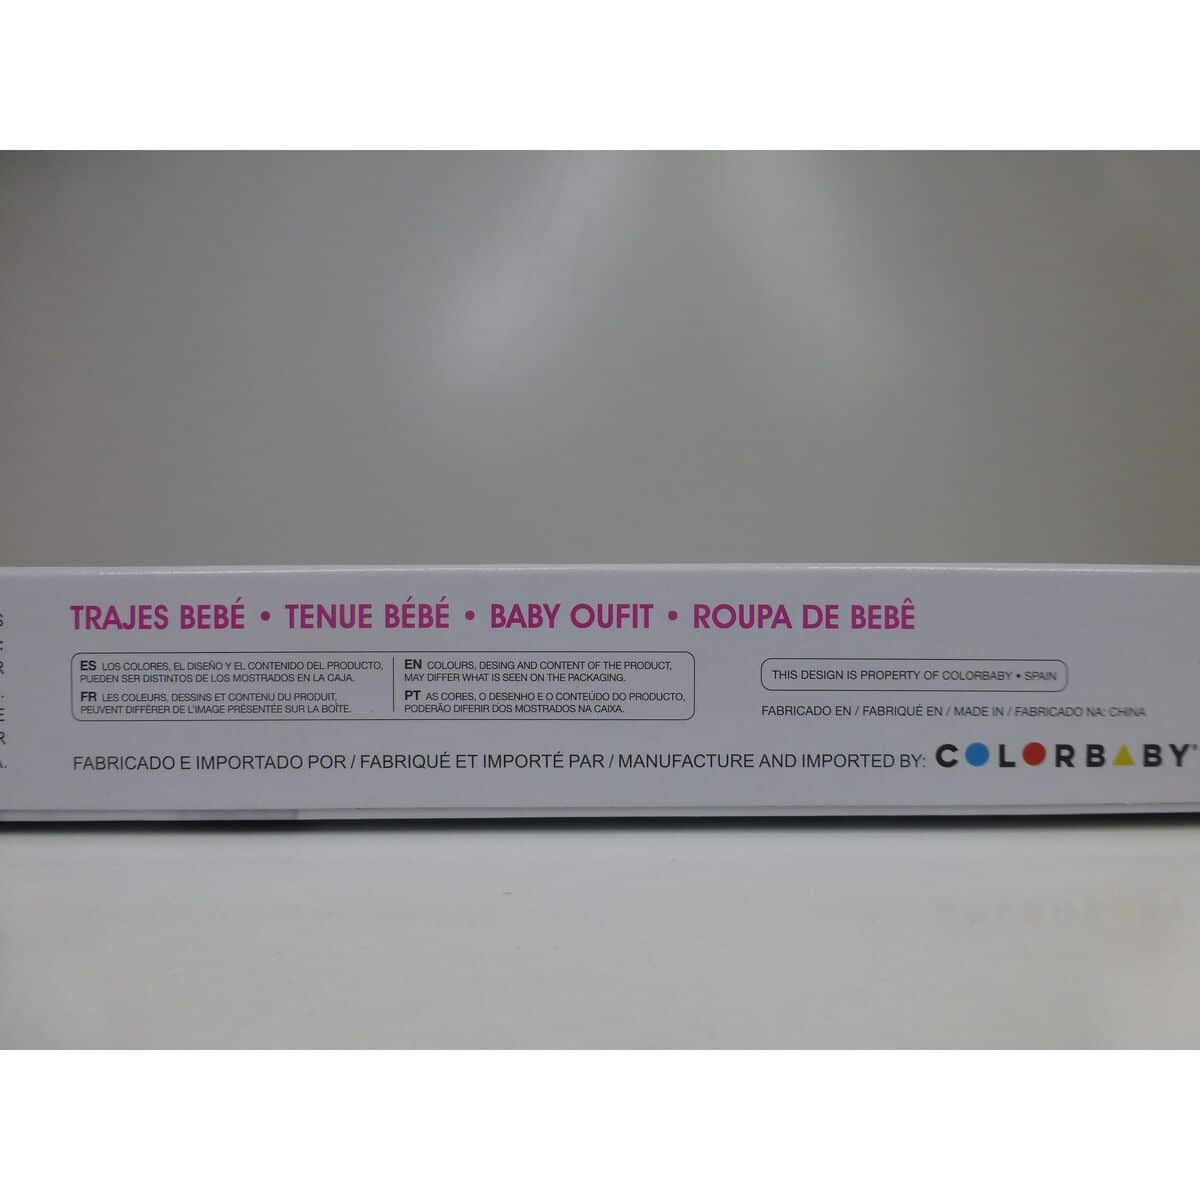 TRAJES BEBÉ • TENUE BÉBÉ • BABY OUFIT • ROUPA DE BEBÊ
ES LOS COLORES, EL DISEÑO Y EL CONTENIDO DEL PRODUCTO,
PUEDEN SER DISTINTOS DE LOS MOSTRADOS EN LA CAJA.
FR LES COLEURS, DESSINS ET CONTENU DU PRODUIT,
PEUVENT DIFFÉRER DE L'IMAGE PRÉSENTÉE SUR LA BOÎTE.
EN COLOURS, DESING AND CONTENT OF THE PRODUCT,
MAY DIFFER WHAT IS SEEN ON THE PACKAGING.
PT AS CORES, O DESENHO E O CONTEÚDO DO PRODUCTO,
PODERÃO DIFERIR DOS MOSTRADOS NA CAIXA.
THIS DESIGN IS PROPERTY OF COLORBABY • SPAIN
FABRICADO EN / FABRIQUÉ EN / MADE IN / FABRICADO NA: CHINA
FABRICADO E IMPORTADO POR / FABRIQUÉ ET IMPORTÉ PAR / MANUFACTURE AND IMPORTED BY: COLORBABY®